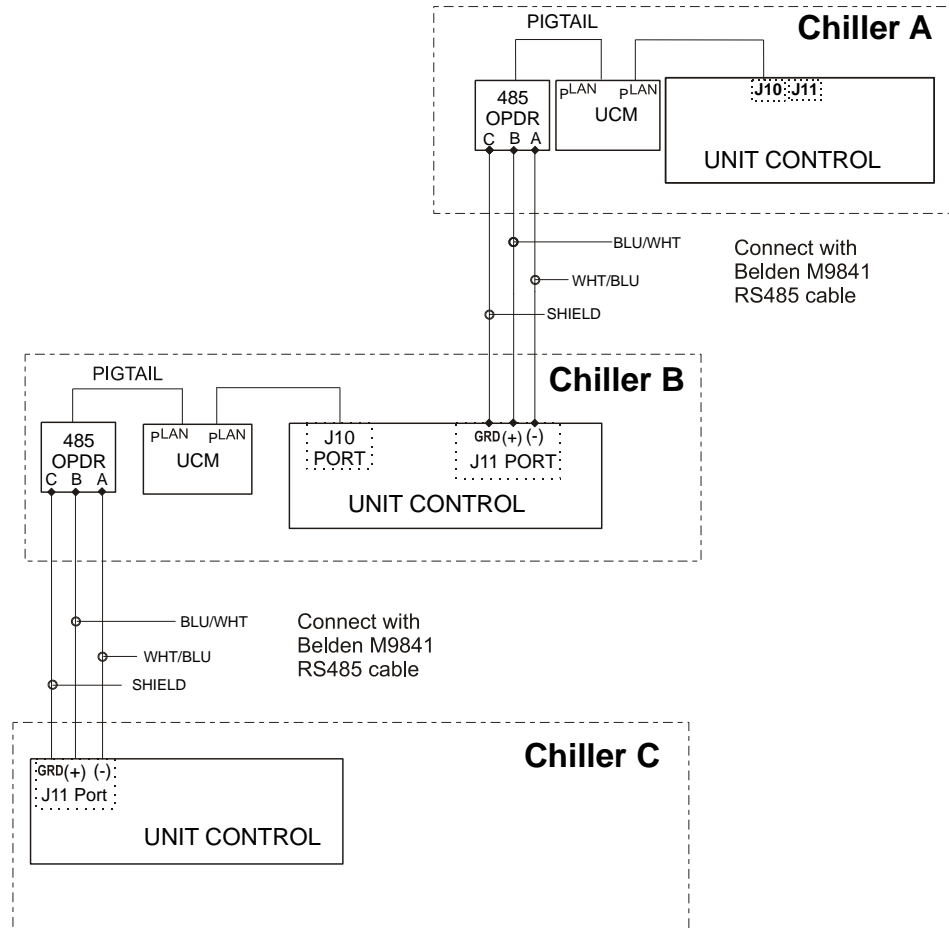 Chiller A
PIGTAIL
485
OPDR
C B A
pLAN pLAN
UCM
J10 J11
UNIT CONTROL
BLU/WHT
WHT/BLU
SHIELD
Connect with
Belden M9841
RS485 cable
Chiller B
PIGTAIL
485
OPDR
C B A
pLAN pLAN
UCM
J10
PORT
GRD (+) (-)
J11 PORT
UNIT CONTROL
BLU/WHT
WHT/BLU
SHIELD
Connect with
Belden M9841
RS485 cable
Chiller C
GRD (+) (-)
J11 Port
UNIT CONTROL